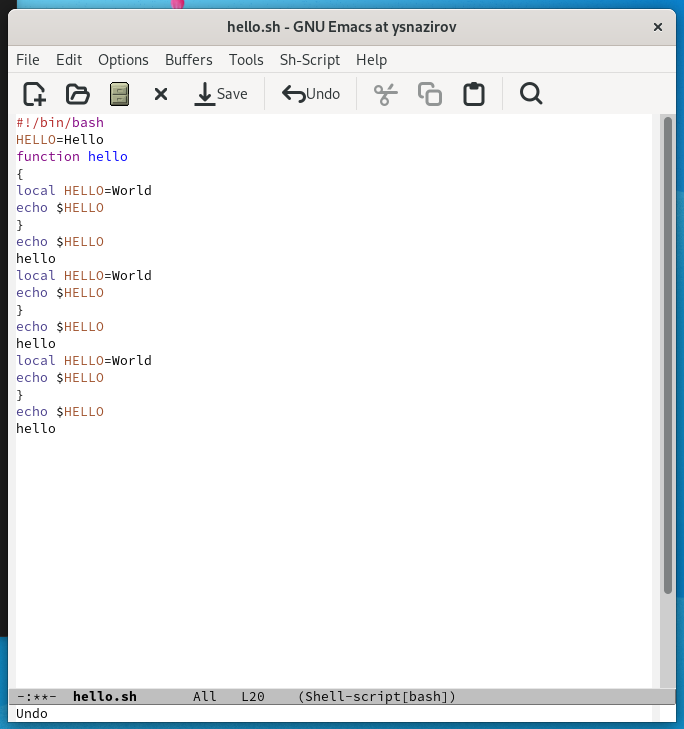 hello.sh - GNU Emacs at ysnazirov
File Edit Options Buffers Tools Sh-Script Help
Save Undo
#!/bin/bash
HELLO=Hello
function hello
{
local HELLO=World
echo $HELLO
}
echo $HELLO
hello
local HELLO=World
echo $HELLO
}
echo $HELLO
hello
local HELLO=World
echo $HELLO
}
echo $HELLO
hello
-:**- hello.sh All L20 (Shell-script[bash])
Undo